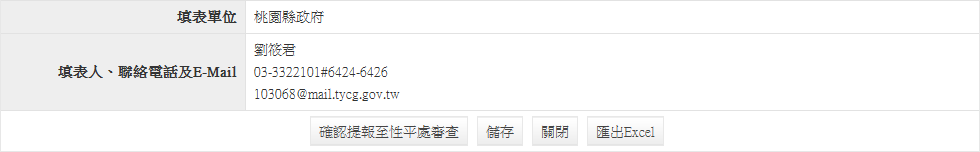 填表單位 桃園縣政府
劉筱君
填表人、聯絡電話及E-Mail 03-3322101#6424-6426
103068@mail.tycg.gov.tw
確認提報至性平處審查 儲存 關閉 匯出Excel